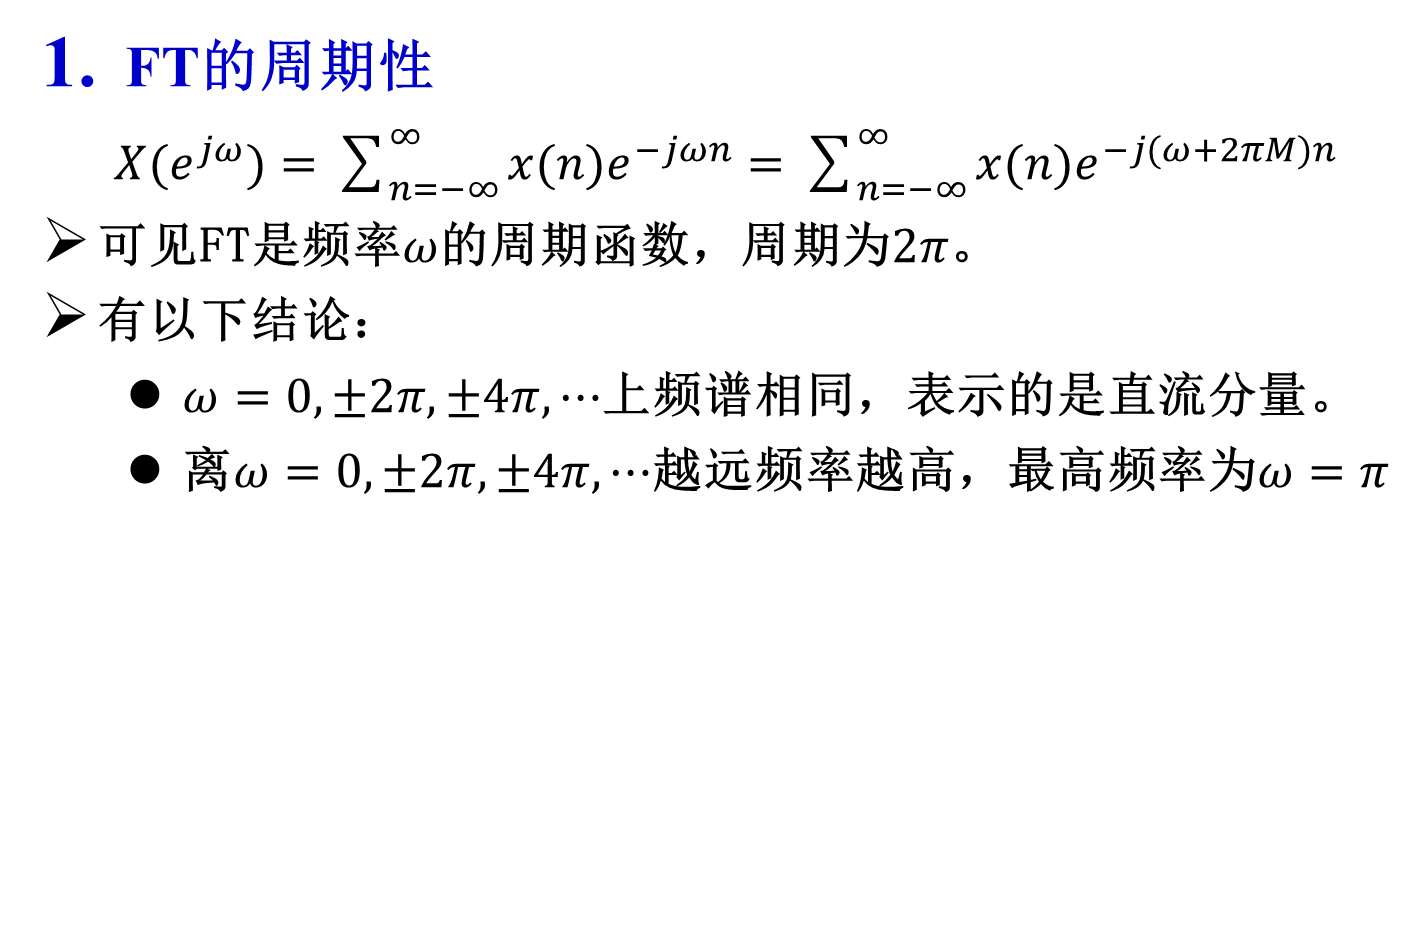 1. FT的周期性
X(e^{jω}) = ∑_{n=−∞}^{∞} x(n)e^{−jωn} = ∑_{n=−∞}^{∞} x(n)e^{−j(ω+2πM)n}
➢ 可见FT是频率ω的周期函数，周期为2π。
➢ 有以下结论：
● ω = 0, ±2π, ±4π, ⋯上频谱相同，表示的是直流分量。
● 离ω = 0, ±2π, ±4π, ⋯越远频率越高，最高频率为ω = π